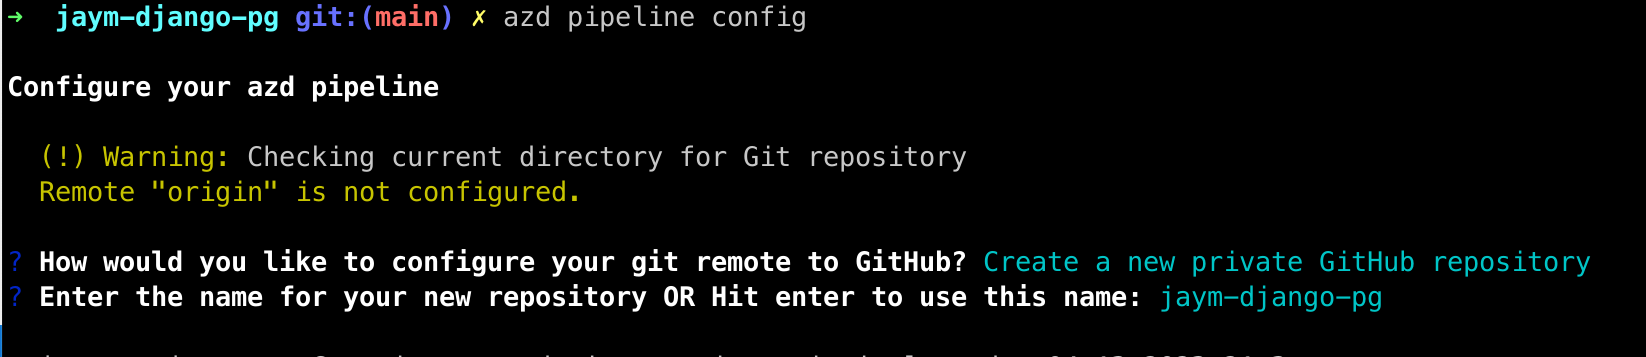 → jaym-django-pg git:(main) ✗ azd pipeline config
Configure your azd pipeline
(!) Warning: Checking current directory for Git repository
Remote "origin" is not configured.
? How would you like to configure your git remote to GitHub? Create a new private GitHub repository
? Enter the name for your new repository OR Hit enter to use this name: jaym-django-pg